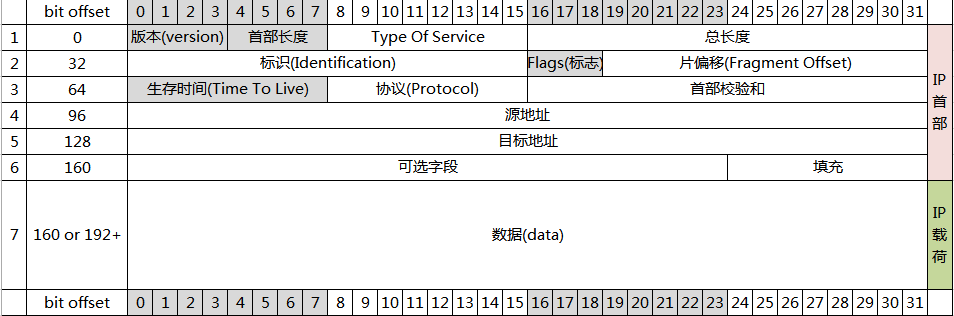 bit offset 0 1 2 3 4 5 6 7 8 9 10 11 12 13 14 15 16 17 18 19 20 21 22 23 24 25 26 27 28 29 30 31
1 0 版本(version) 首部长度 Type Of Service 总长度
2 32 标识(Identification) Flags(标志) 片偏移(Fragment Offset)
3 64 生存时间(Time To Live) 协议(Protocol) 首部校验和
4 96 源地址
5 128 目标地址
6 160 可选字段 填充
IP
首
部
7 160 or 192+ 数据(data)
IP
载
荷
bit offset 0 1 2 3 4 5 6 7 8 9 10 11 12 13 14 15 16 17 18 19 20 21 22 23 24 25 26 27 28 29 30 31